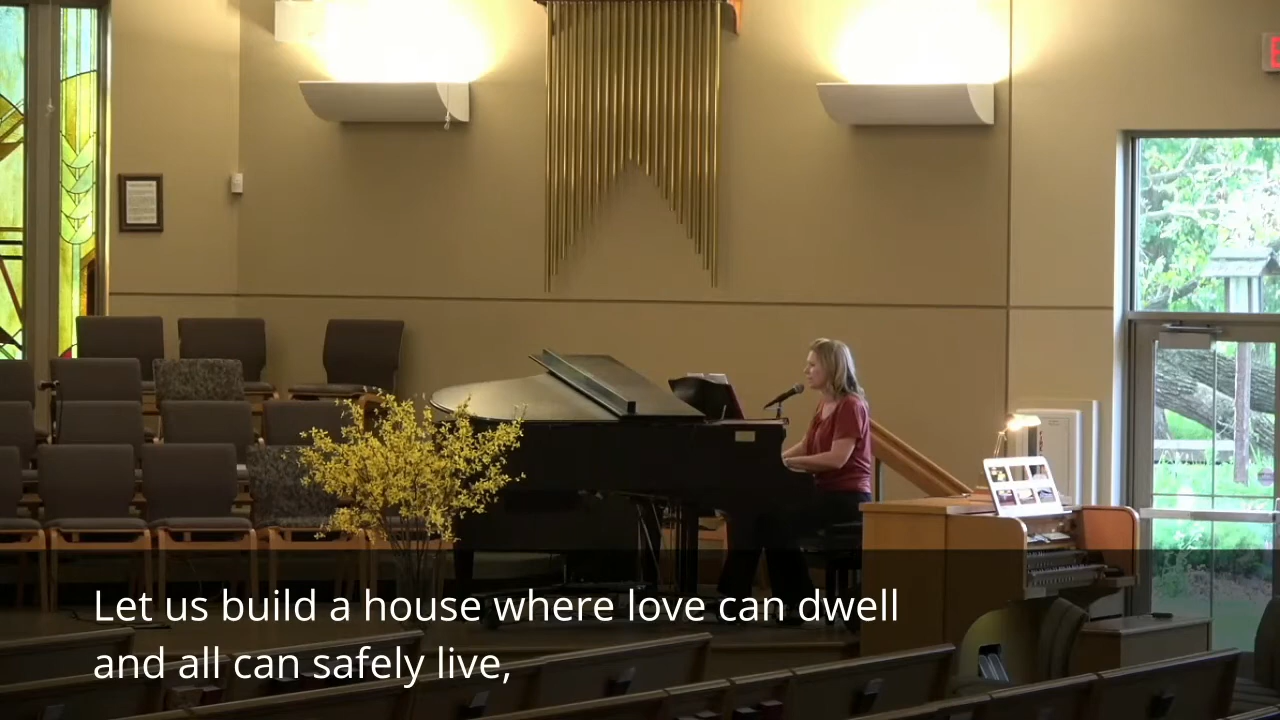 Let us build a house where love can dwell
and all can safely live,